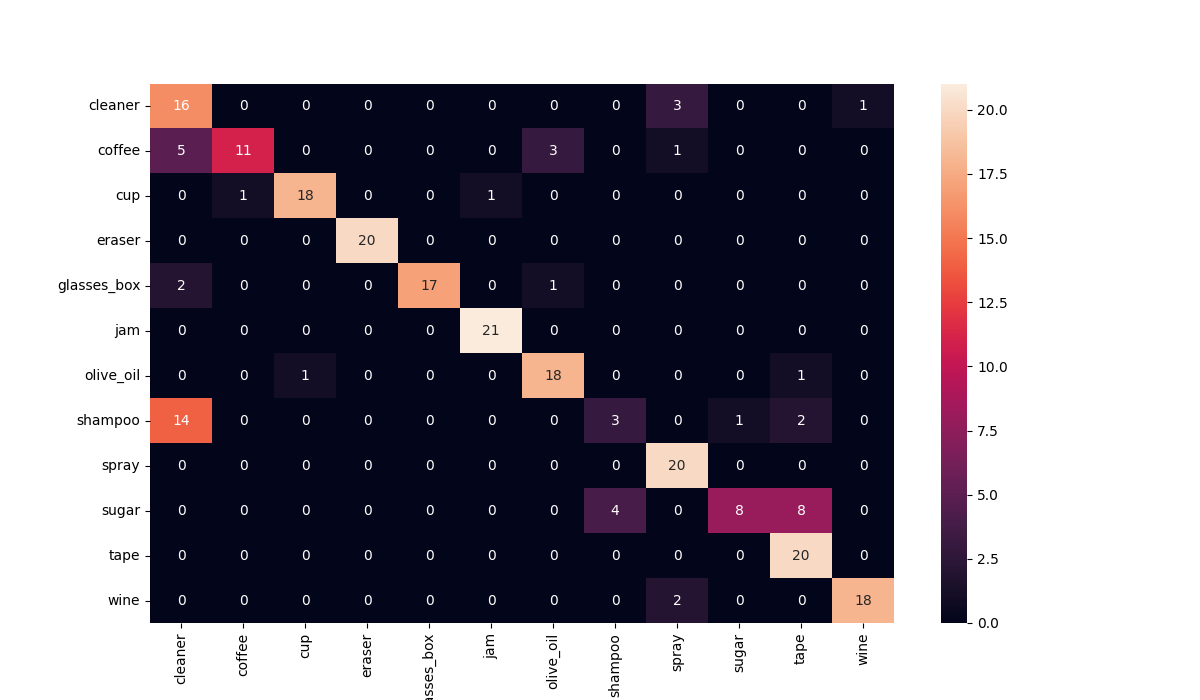 cleaner 16 0 0 0 0 0 0 0 3 0 0 1
coffee 5 11 0 0 0 0 3 0 1 0 0 0
cup 0 1 18 0 0 1 0 0 0 0 0 0
eraser 0 0 0 20 0 0 0 0 0 0 0 0
glasses_box 2 0 0 0 17 0 1 0 0 0 0 0
jam 0 0 0 0 0 21 0 0 0 0 0 0
olive_oil 0 0 1 0 0 0 18 0 0 0 1 0
shampoo 14 0 0 0 0 0 0 3 0 1 2 0
spray 0 0 0 0 0 0 0 0 20 0 0 0
sugar 0 0 0 0 0 0 0 4 0 8 8 0
tape 0 0 0 0 0 0 0 0 0 0 20 0
wine 0 0 0 0 0 0 0 0 2 0 0 18
cleaner coffee cup eraser asses_box jam olive_oil shampoo spray sugar tape wine
20.0
17.5
15.0
12.5
10.0
7.5
5.0
2.5
0.0